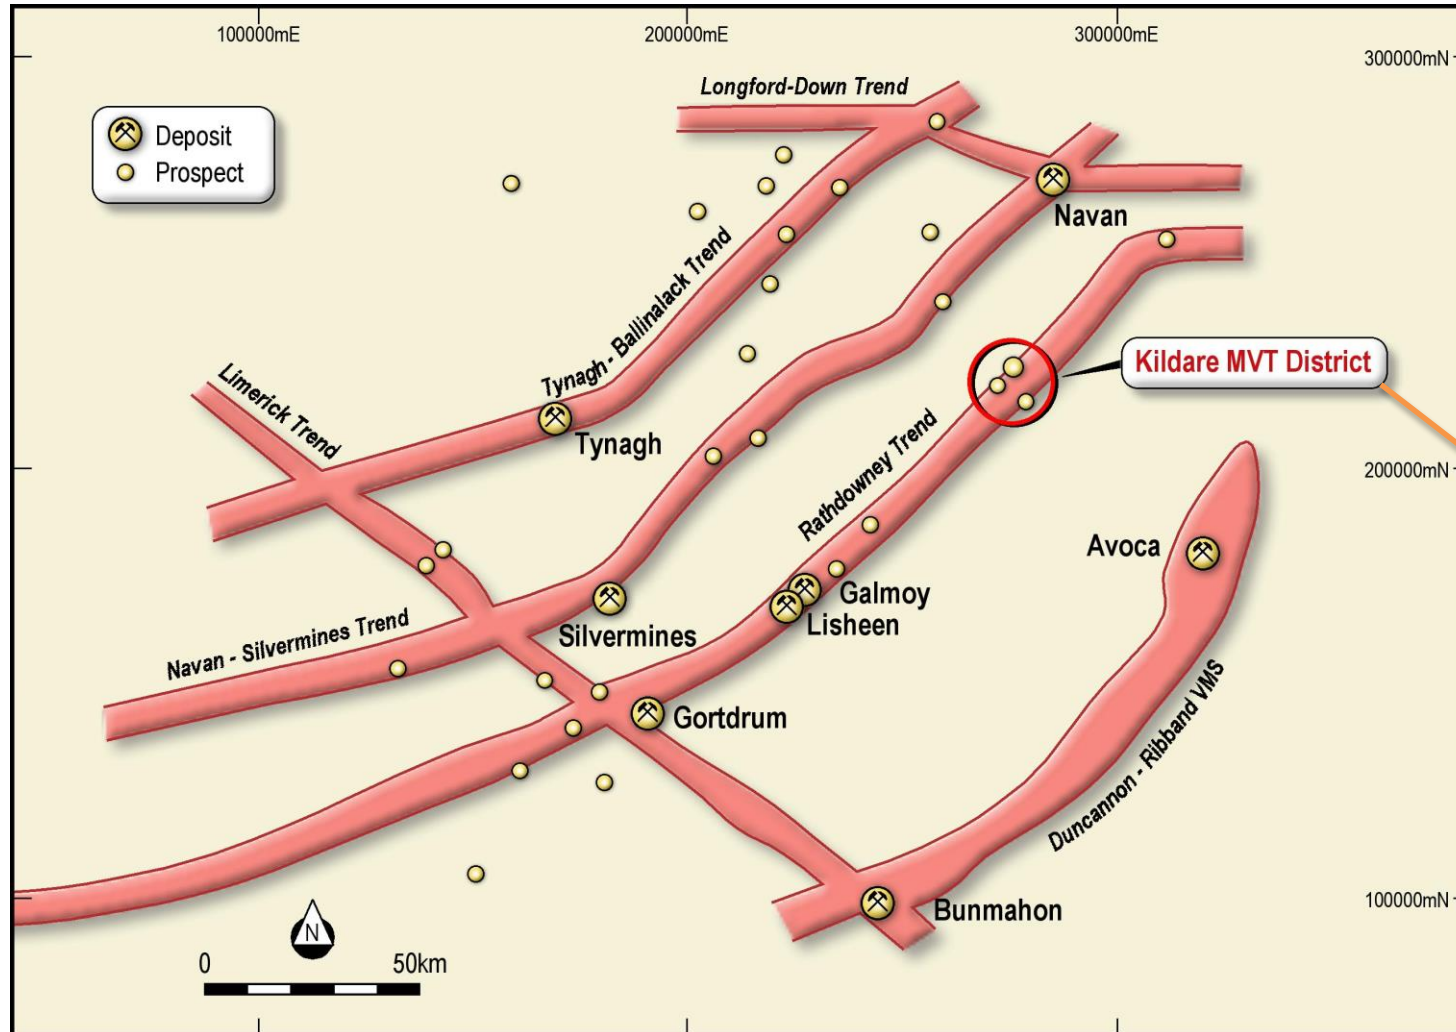 100000mE
200000mE
300000mE
300000mN
Longford-Down Trend
Deposit
Prospect
Navan
Tynagh - Ballinalack Trend
Kildare MVT District
Limerick Trend
Tynagh
200000mN
Rathdowney Trend
Avoca
Galmoy
Lisheen
Silvermines
Navan - Silvermines Trend
Gortdrum
Duncannon - Ribband VMS
Bunmahon
100000mN
N
0
50km